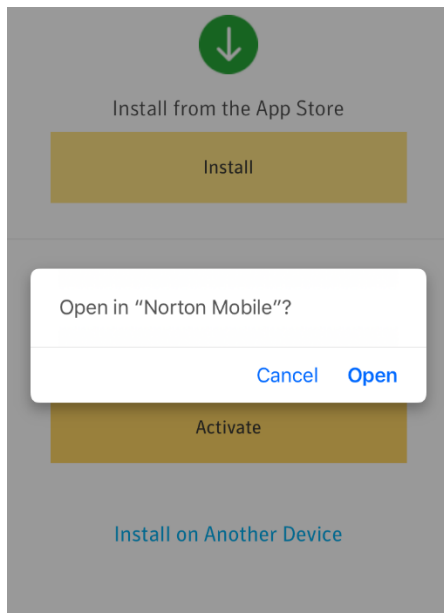 Install from the App Store
Install
Open in “Norton Mobile”?
Cancel Open
Activate
Install on Another Device